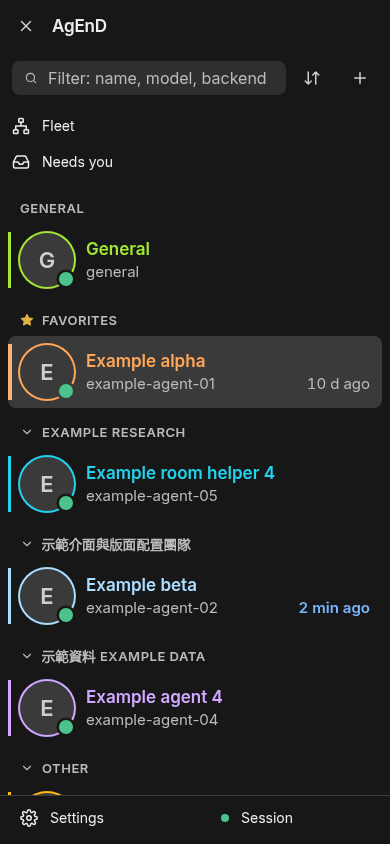 AgEnD
Filter: name, model, backend
Fleet
Needs you
GENERAL
G
General
general
FAVORITES
E
Example alpha
example-agent-01
10 d ago
EXAMPLE RESEARCH
E
Example room helper 4
example-agent-05
示範介面與版面配置團隊
E
Example beta
example-agent-02
2 min ago
示範資料 EXAMPLE DATA
E
Example agent 4
example-agent-04
OTHER
Settings
Session